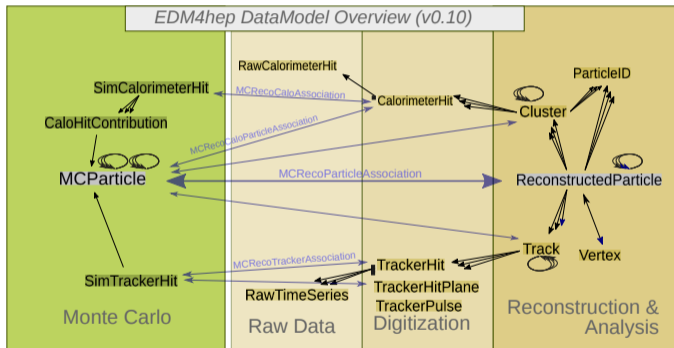 EDM4hep DataModel Overview (v0.10)
RawCalorimeterHit
ParticleID
SimCalorimeterHit
MCRecoCaloAssociation
CalorimeterHit
Cluster
CaloHitContribution
MCRecoCaloParticleAssociation
MCParticle
MCRecoParticleAssociation
ReconstructedParticle
MCRecoTrackerAssociation
TrackerHit
Track
Vertex
SimTrackerHit
RawTimeSeries
TrackerHitPlane
TrackerPulse
Monte Carlo
Raw Data
Digitization
Reconstruction &
Analysis